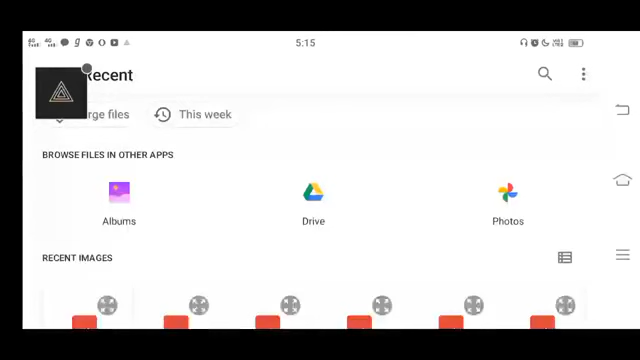 5:15
Recent
rge files
This week
BROWSE FILES IN OTHER APPS
Albums
Drive
Photos
RECENT IMAGES